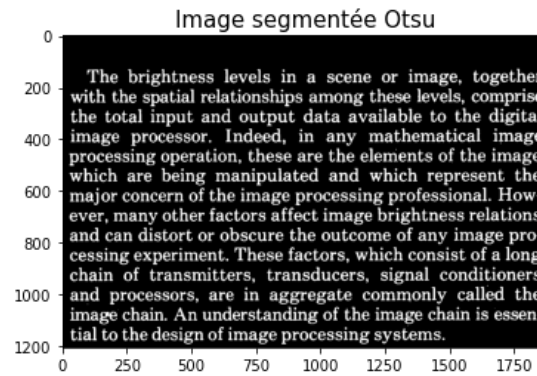 Image segmentée Otsu
0
The brightness levels in a scene or image, together
200
with the spatial relationships among these levels, comprise
the total input and output data available to the digital
400
image processor. Indeed, in any mathematical image
processing operation, these are the elements of the image
which are being manipulated and which represent the
600
major concern of the image processing professional. How-
ever, many other factors affect image brightness relations
800
and can distort or obscure the outcome of any image pro-
cessing experiment. These factors, which consist of a long
chain of transmitters, transducers, signal conditioners
1000
and processors, are in aggregate commonly called the
image chain. An understanding of the image chain is essen
tial to the design of image processing systems.
1200
0 250 500 750 1000 1250 1500 1750